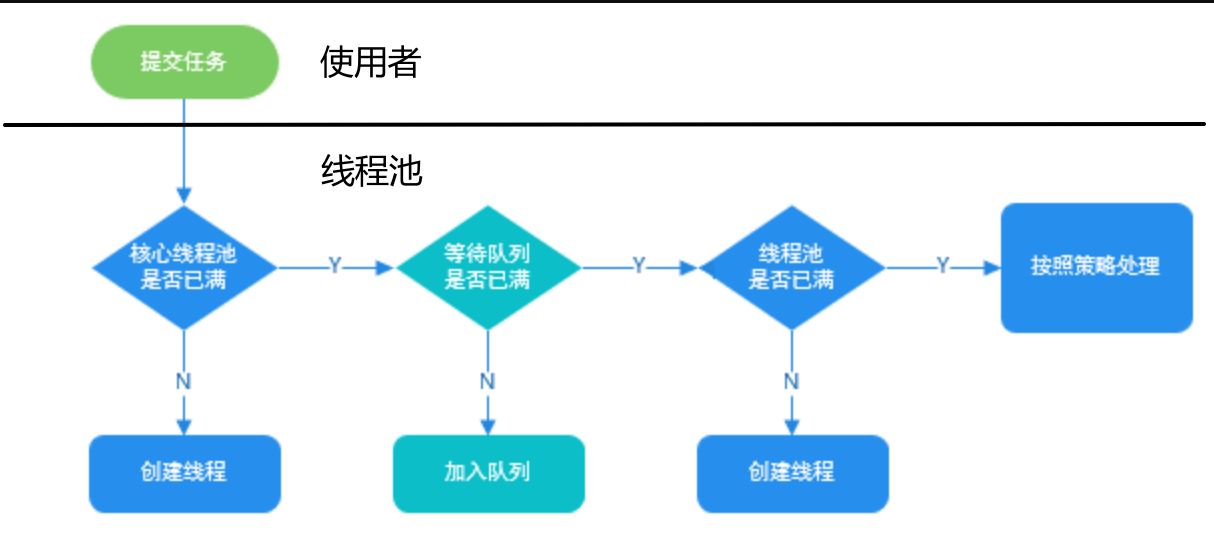 提交任务
使用者
线程池
核心线程池
是否已满
Y
等待队列
是否已满
Y
线程池
是否已满
Y
按照策略处理
N
N
N
创建线程
加入队列
创建线程